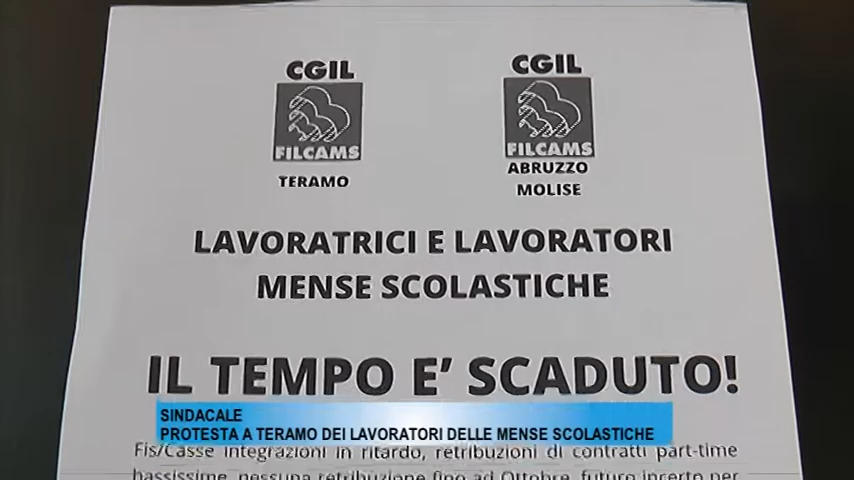 CGIL
FILCAMS
TERAMO
CGIL
FILCAMS
ABRUZZO
MOLISE
LAVORATRICI E LAVORATORI
MENSE SCOLASTICHE
IL TEMPO E' SCADUTO!
SINDACALE
PROTESTA A TERAMO DEI LAVORATORI DELLE MENSE SCOLASTICHE
Fis/Casse integrazioni in ritardo, retribuzioni di contratti part-time
bassissime, nessuna retribuzione fino ad Ottobre, futuro incerto per